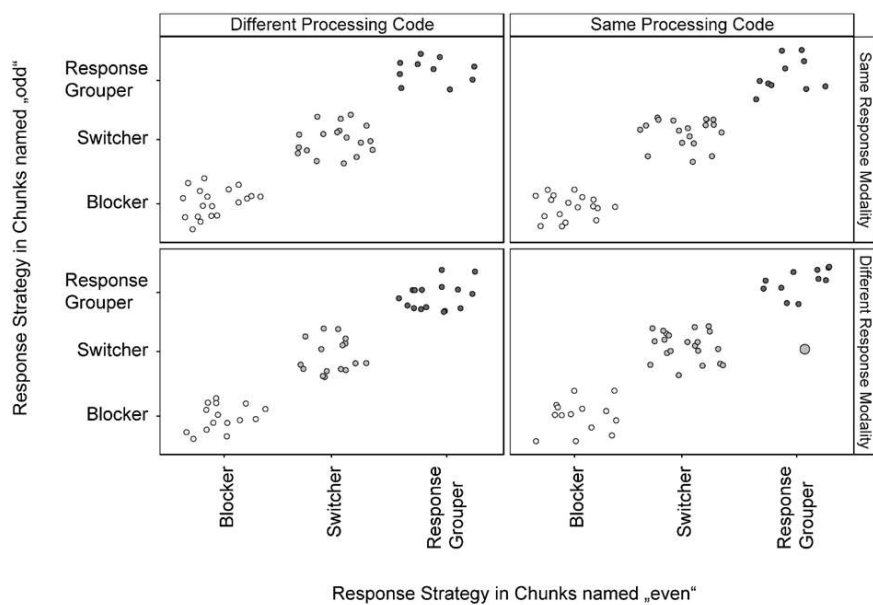 Different Processing Code
Same Processing Code
Response Strategy in Chunks named „odd“
Response
Grouper
Switcher
Blocker
Same Response Modality
Response
Grouper
Switcher
Blocker
Different Response Modality
Blocker
Switcher
Response
Grouper
Blocker
Switcher
Response
Grouper
Response Strategy in Chunks named „even“